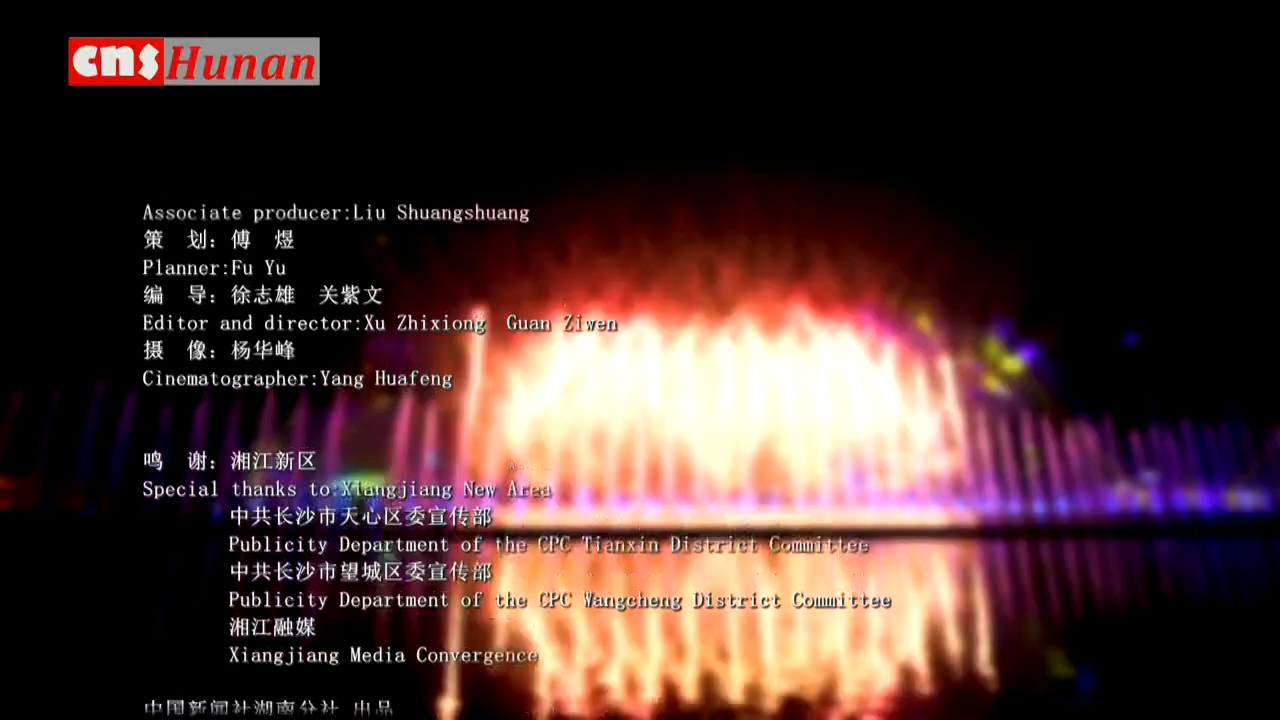 cns Hunan
Associate producer:Liu Shuangshuang
策 划：傅 煜
Planner:Fu Yu
编 导：徐志雄 关紫文
Editor and director:Xu Zhixiong Guan Ziwen
摄 像：杨华峰
Cinematographer:Yang Huafeng
鸣 谢：湘江新区
Special thanks to:Xiangjiang New Area
中共长沙市天心区委宣传部
Publicity Department of the CPC Tianxin District Committee
中共长沙市望城区委宣传部
Publicity Department of the CPC Wangcheng District Committee
湘江融媒
Xiangjiang Media Convergence
中国新闻社湖南分社 出品